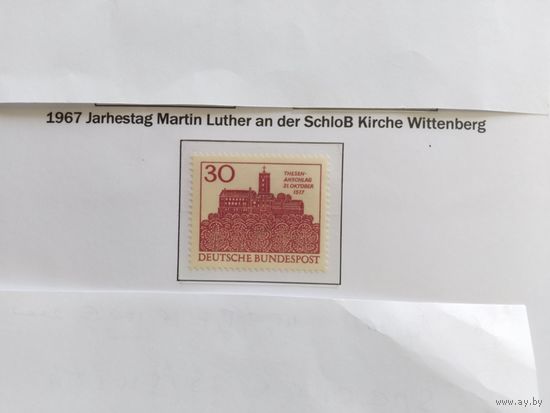 1967 Jarhestag Martin Luther an der SchloB Kirche Wittenberg
30
THESEN-
ANSCHLAG
31. OKTOBER
1517
DEUTSCHE BUNDESPOST
www.ay.by